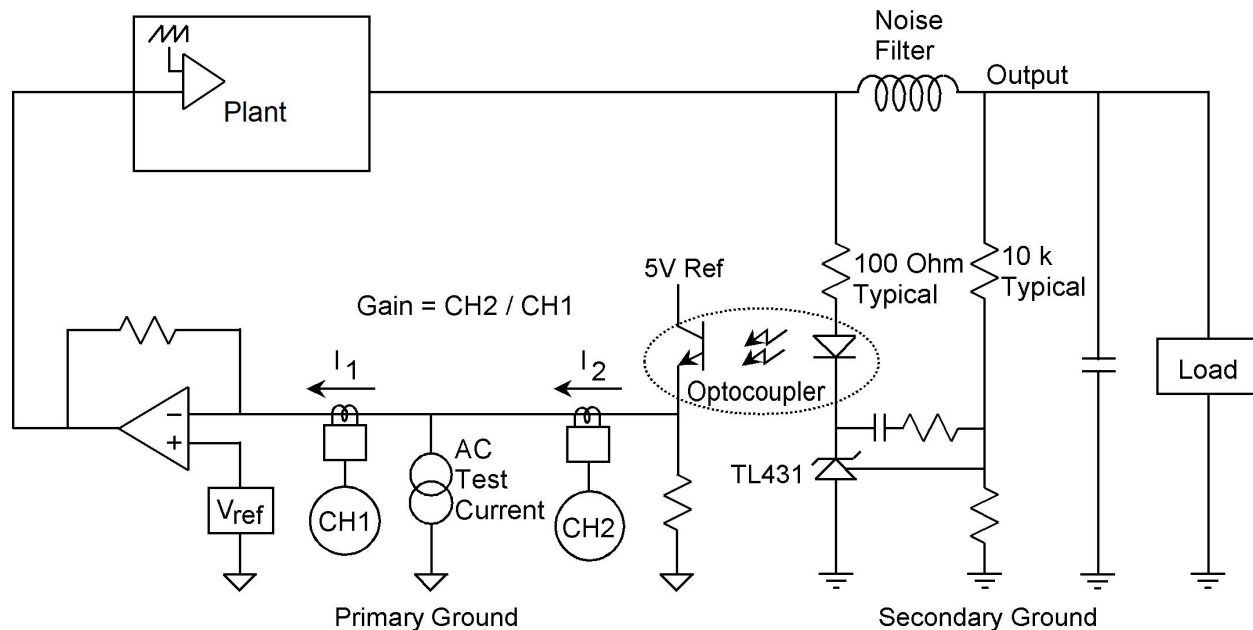 Noise
Filter
Output
Plant
100 Ohm
Typical
10 k
Typical
5V Ref
Gain = CH2 / CH1
I1
I2
Optocoupler
Load
AC
Test
Current
TL431
Vref
CH1
CH2
Primary Ground
Secondary Ground